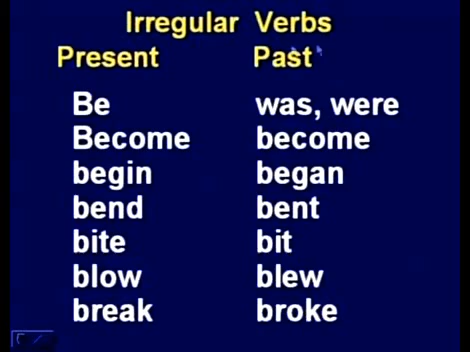 Irregular Verbs
Present Past
Be was, were
Become become
begin began
bend bent
bite bit
blow blew
break broke